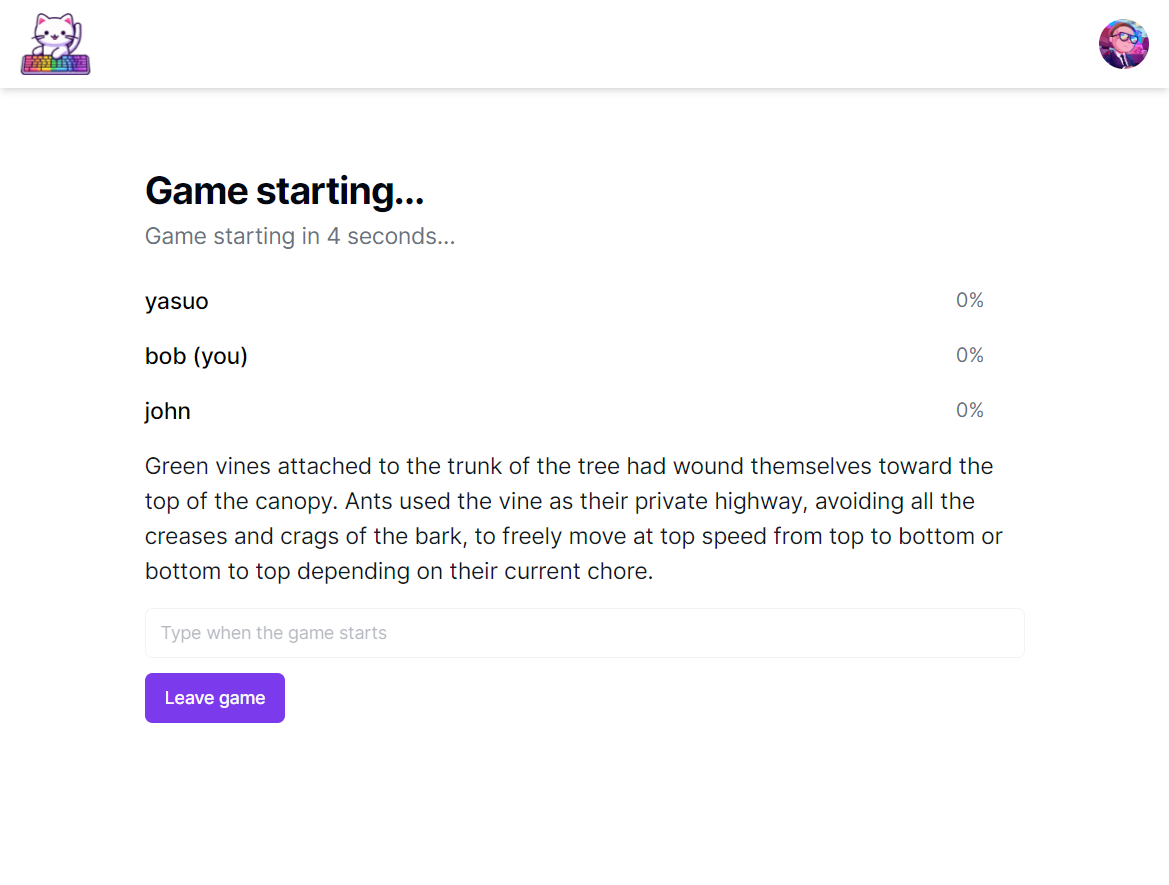 Game starting...
Game starting in 4 seconds...
yasuo 0%
bob (you) 0%
john 0%
Green vines attached to the trunk of the tree had wound themselves toward the
top of the canopy. Ants used the vine as their private highway, avoiding all the
creases and crags of the bark, to freely move at top speed from top to bottom or
bottom to top depending on their current chore.
Type when the game starts
Leave game